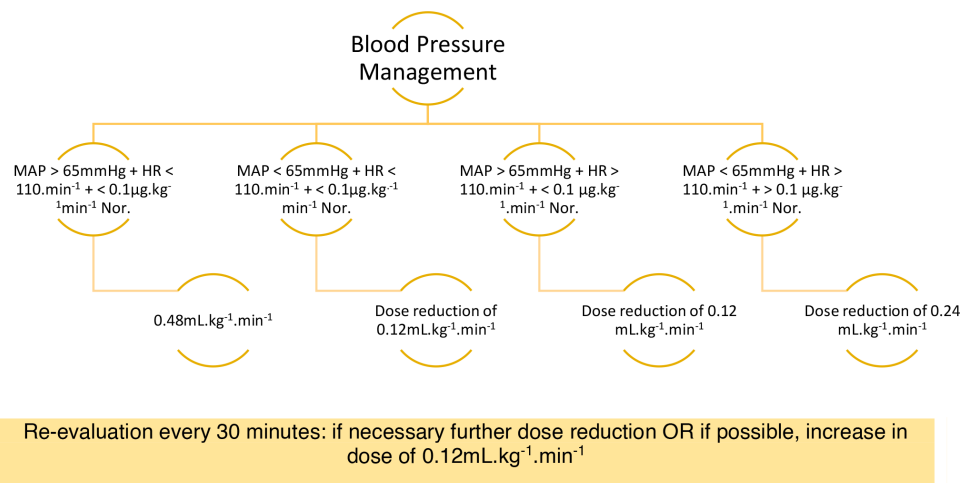 Blood Pressure
Management
MAP > 65mmHg + HR <
110.min⁻¹ + < 0.1µg.kg⁻
¹min⁻¹ Nor.
MAP < 65mmHg + HR <
110.min⁻¹ + < 0.1µg.kg⁻¹
min⁻¹ Nor.
MAP > 65mmHg + HR >
110.min⁻¹ + < 0.1 µg.kg⁻
¹.min⁻¹ Nor.
MAP < 65mmHg + HR >
110.min⁻¹ + > 0.1 µg.kg⁻
¹.min⁻¹ Nor.
0.48mL.kg⁻¹.min⁻¹
Dose reduction of
0.12mL.kg⁻¹.min⁻¹
Dose reduction of 0.12
mL.kg⁻¹.min⁻¹
Dose reduction of 0.24
mL.kg⁻¹.min⁻¹
Re-evaluation every 30 minutes: if necessary further dose reduction OR if possible, increase in
dose of 0.12mL.kg⁻¹.min⁻¹